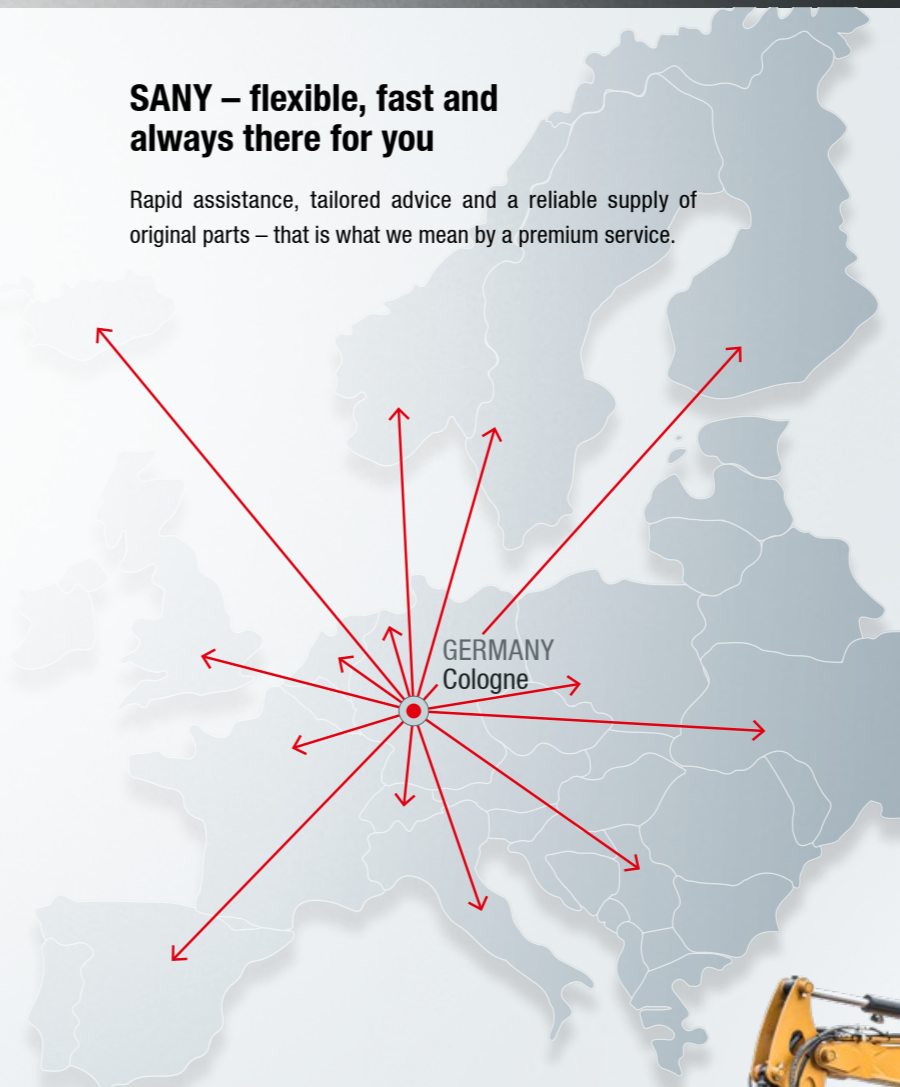 SANY – flexible, fast and
always there for you
Rapid assistance, tailored advice and a reliable supply of
original parts – that is what we mean by a premium service.
GERMANY
Cologne